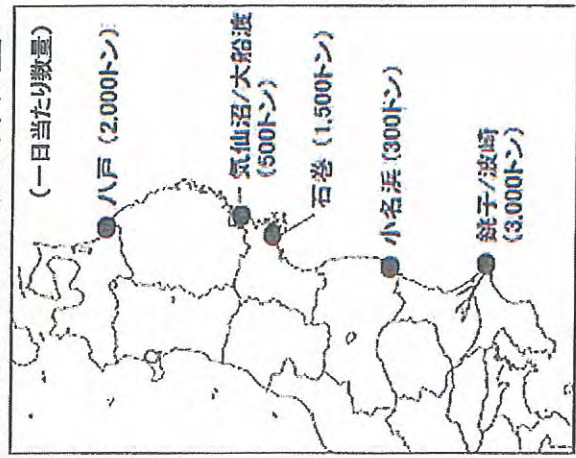 (一日当たり数量)
八戸 (2,000トン)
気仙沼/大船渡
(500トン)
石巻 (1,500トン)
小名浜 (300トン)
銚子/波崎
(3,000トン)